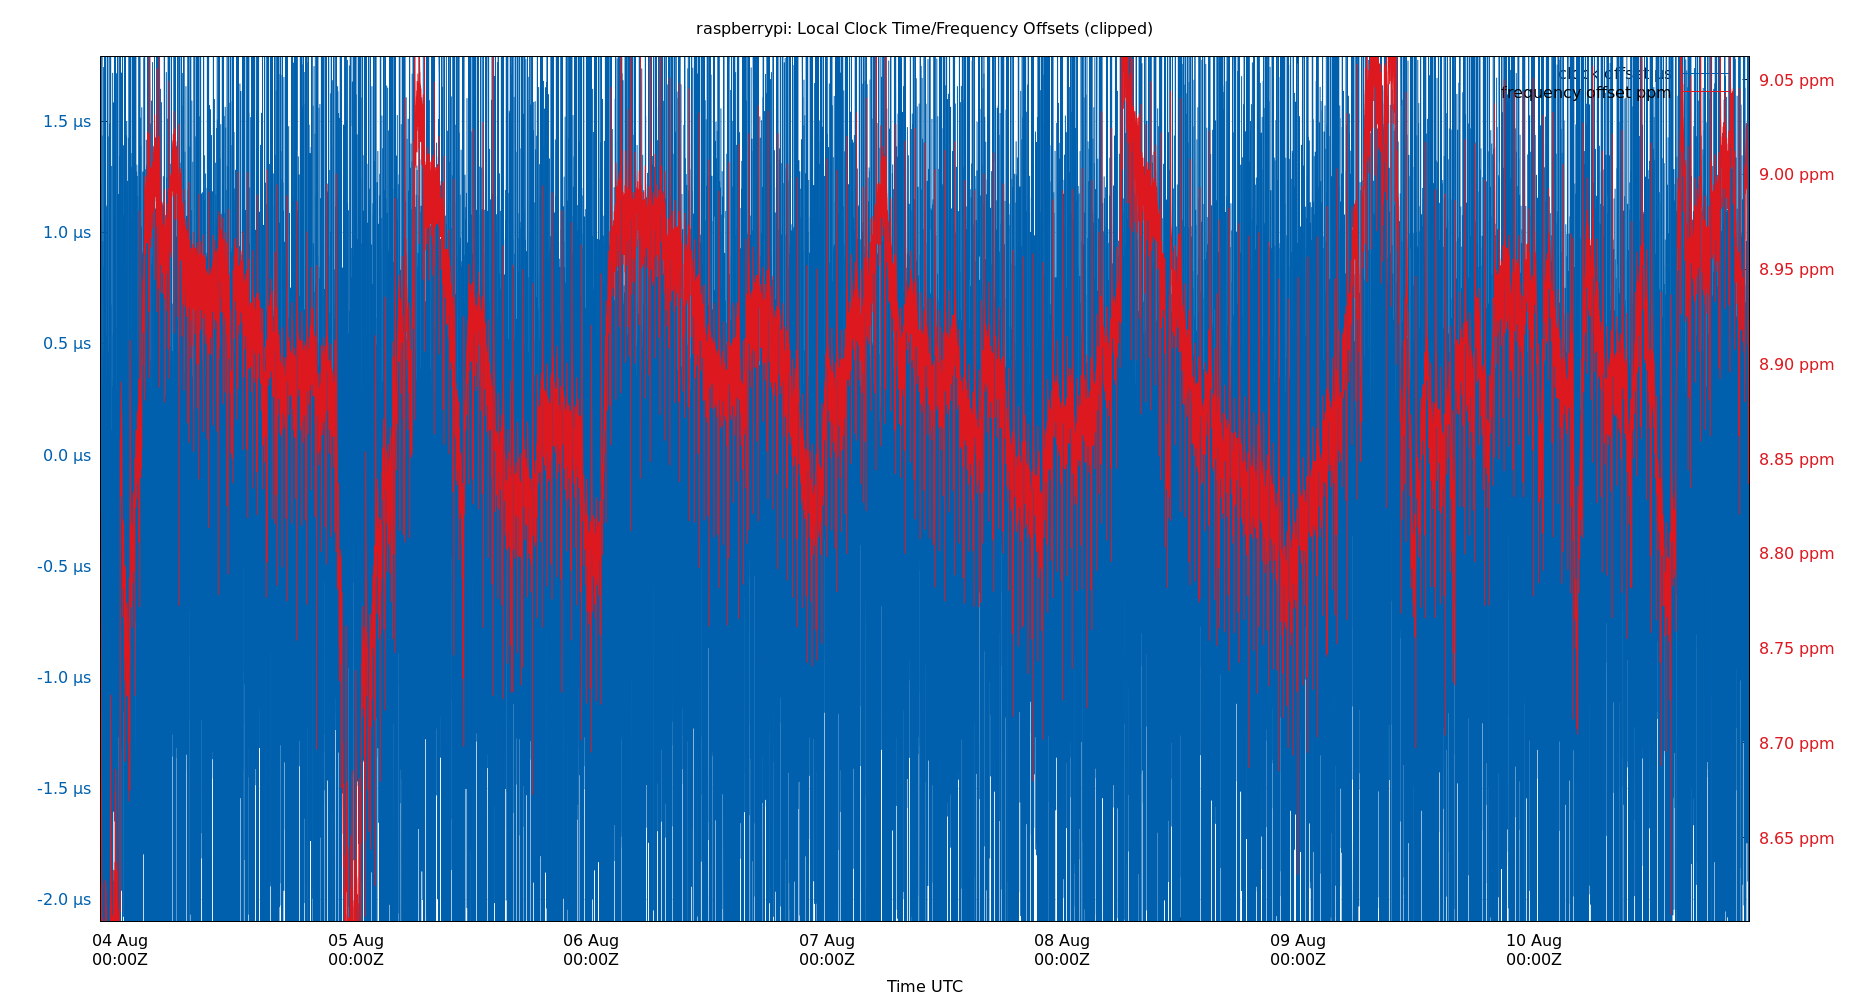 raspberrypi: Local Clock Time/Frequency Offsets (clipped)
clock offset µs
frequency offset ppm
1.5 µs
1.0 µs
0.5 µs
0.0 µs
-0.5 µs
-1.0 µs
-1.5 µs
-2.0 µs
9.05 ppm
9.00 ppm
8.95 ppm
8.90 ppm
8.85 ppm
8.80 ppm
8.75 ppm
8.70 ppm
8.65 ppm
04 Aug 05 Aug 06 Aug 07 Aug 08 Aug 09 Aug 10 Aug
00:00Z 00:00Z 00:00Z 00:00Z 00:00Z 00:00Z 00:00Z
Time UTC